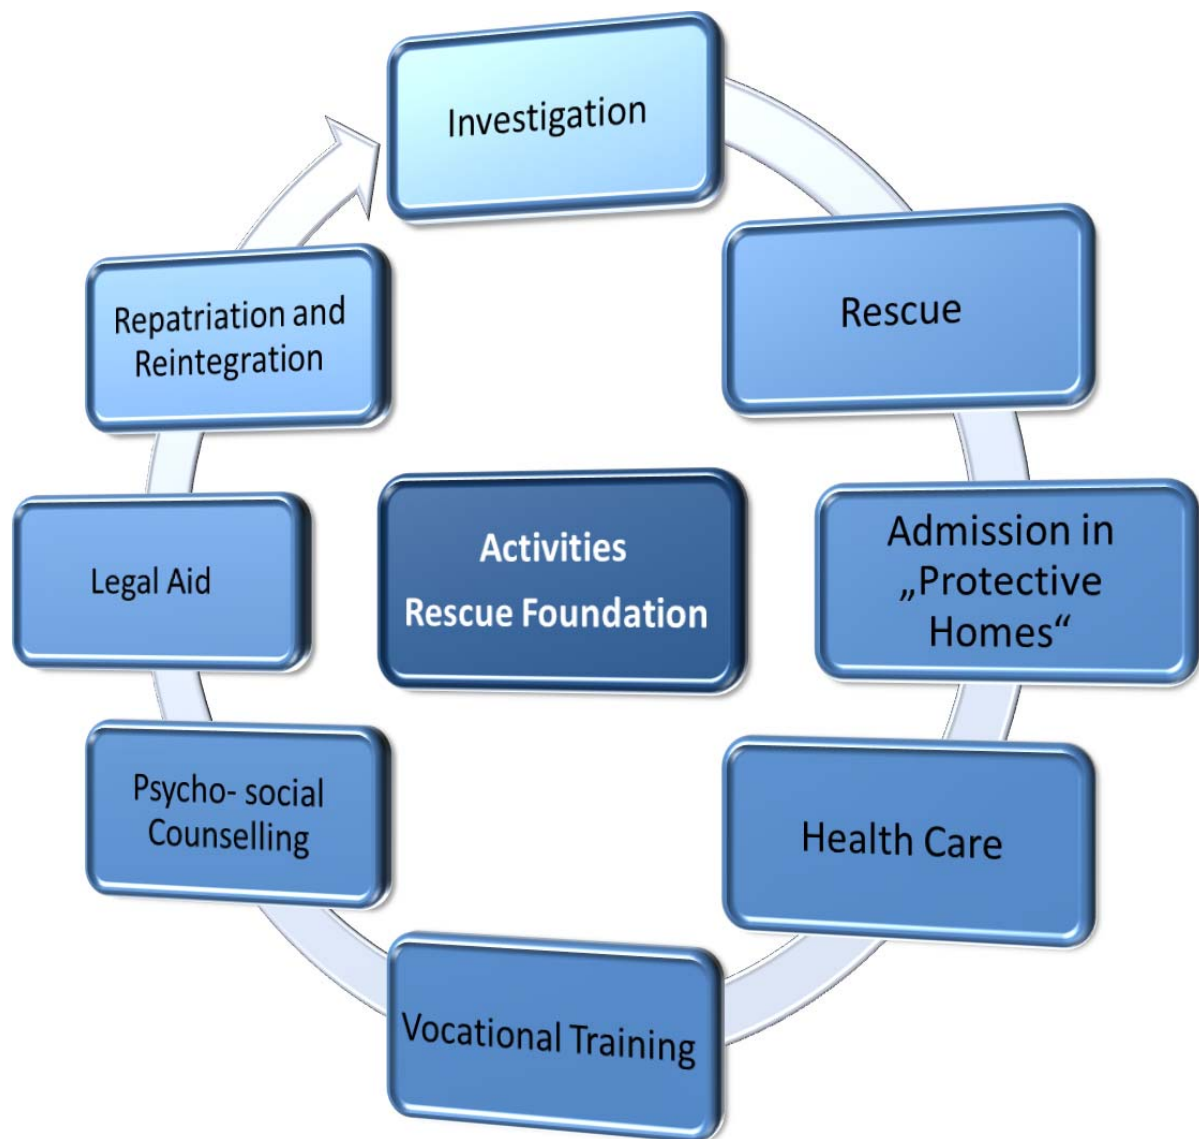 Investigation
Rescue
Admission in
„Protective
Homes“
Health Care
Vocational Training
Psycho- social
Counselling
Legal Aid
Repatriation and
Reintegration
Activities
Rescue Foundation